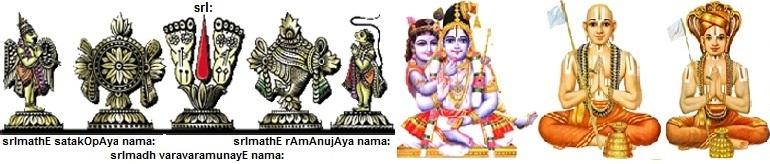 srI:
srImathE satakOpAya nama: srImathE rAmAnujAya nama:
srImadh varavaramunayE nama: